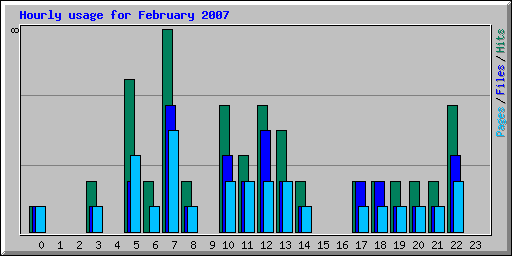 Hourly usage for February 2007
8
Pages / Files / Hits
0 1 2 3 4 5 6 7 8 9 10 11 12 13 14 15 16 17 18 19 20 21 22 23